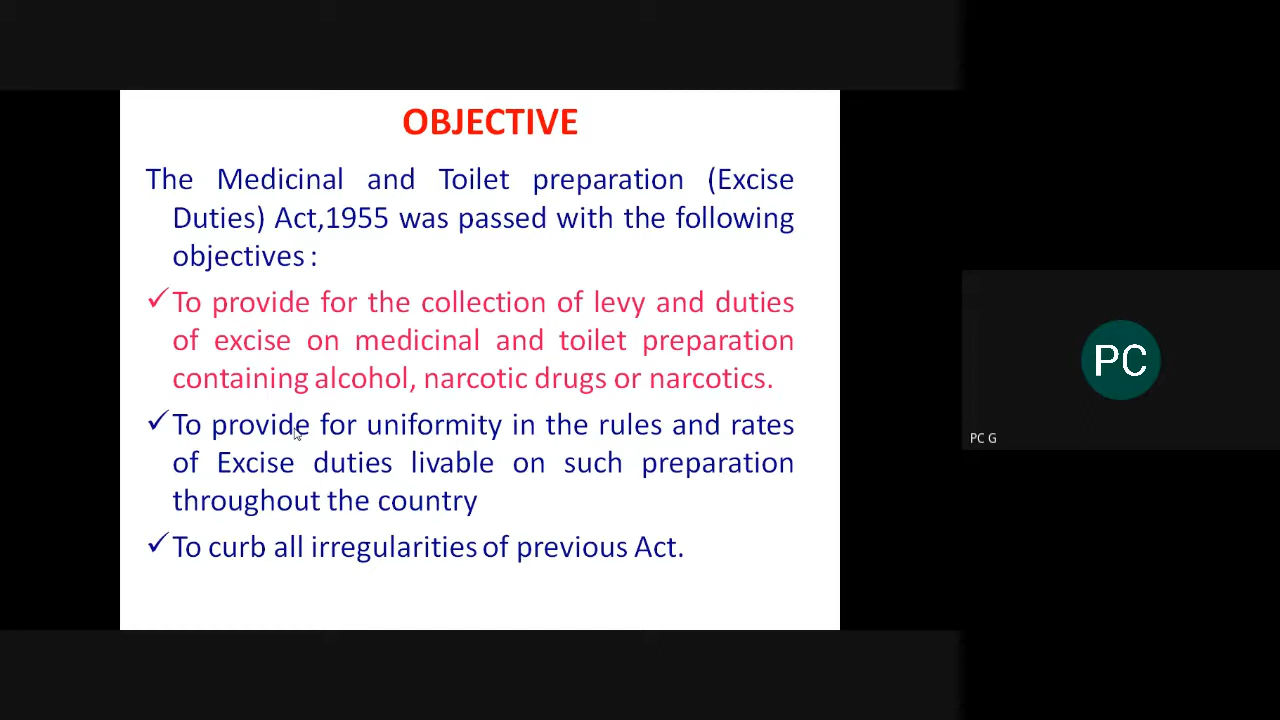 OBJECTIVE
The Medicinal and Toilet preparation (Excise
Duties) Act,1955 was passed with the following
objectives :
✓To provide for the collection of levy and duties
of excise on medicinal and toilet preparation
containing alcohol, narcotic drugs or narcotics.
✓To provide for uniformity in the rules and rates
of Excise duties livable on such preparation
throughout the country
✓To curb all irregularities of previous Act.
PC
PC G